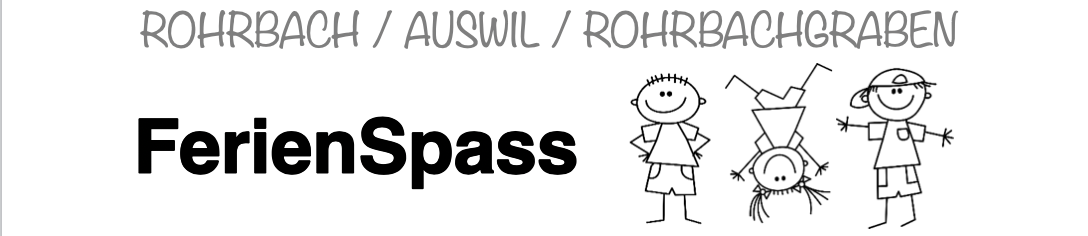 ROHRBACH / AUSWIL / ROHRBACHGRABEN
FerienSpass